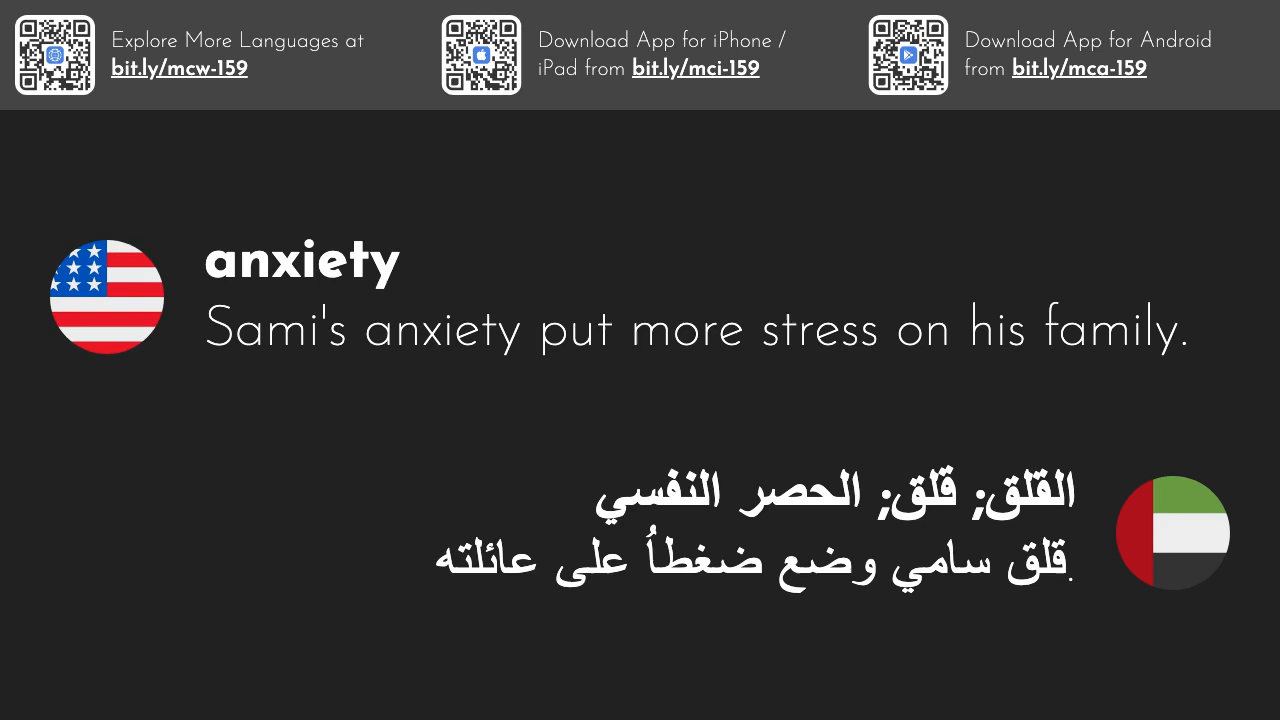 Explore More Languages at
bit.ly/mcw-159
Download App for iPhone /
iPad from bit.ly/mci-159
Download App for Android
from bit.ly/mca-159
anxiety
Sami's anxiety put more stress on his family.
القلق; قلق; الحصر النفسي
.قلق سامي وضع ضغطاُ على عائلته